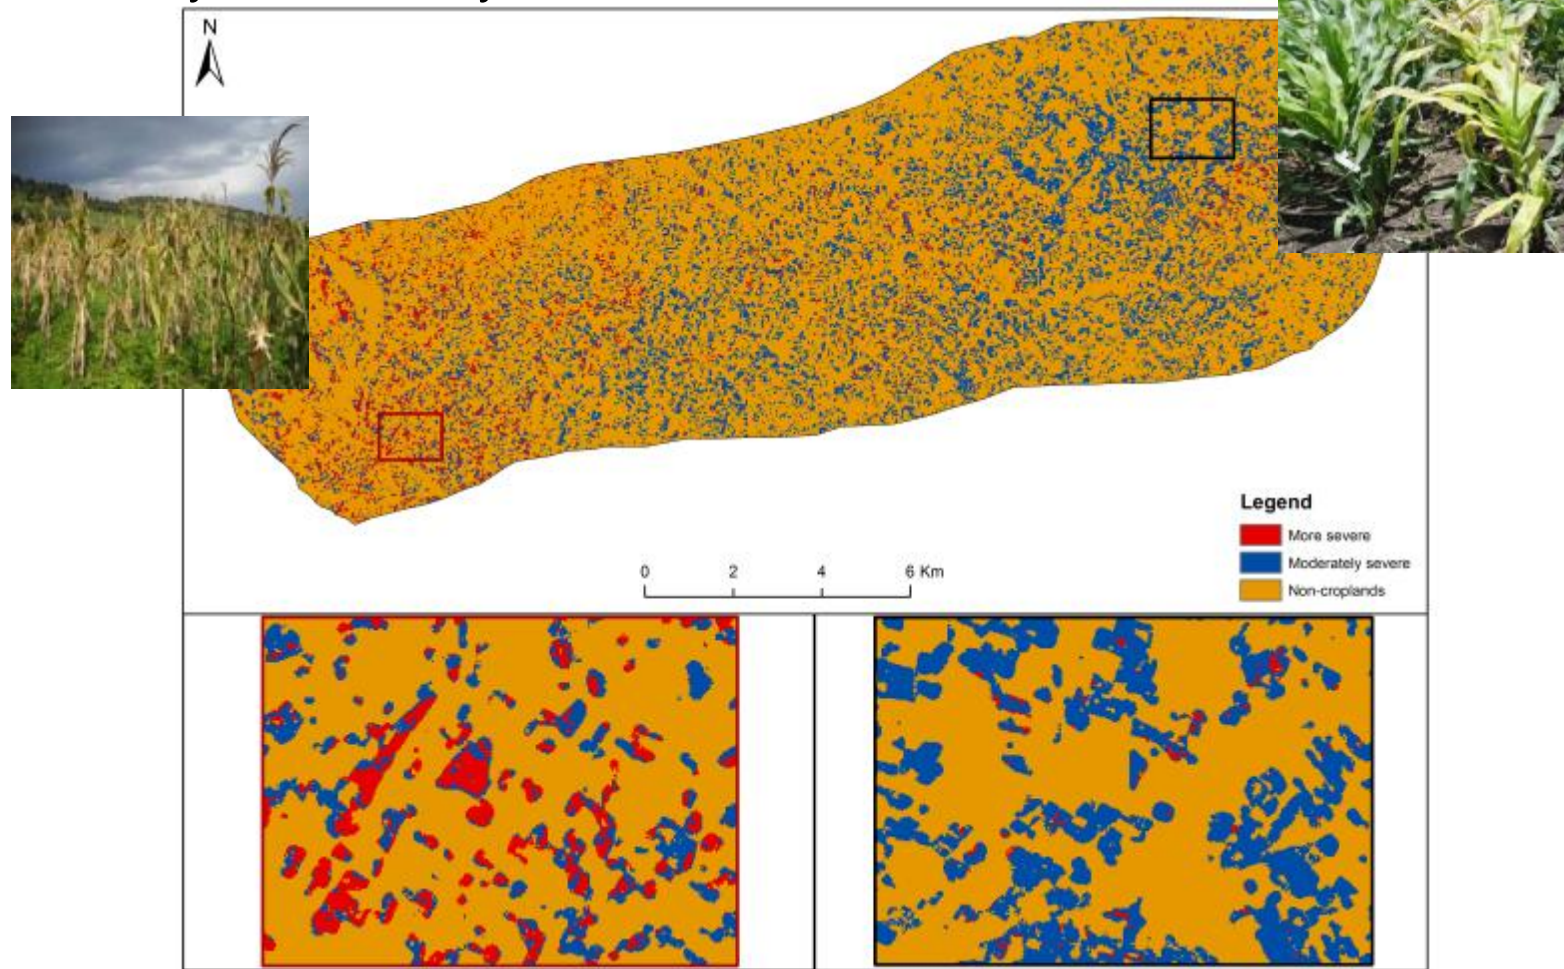 N
0 2 4 6 Km
Legend
More severe
Moderately severe
Non-croplands